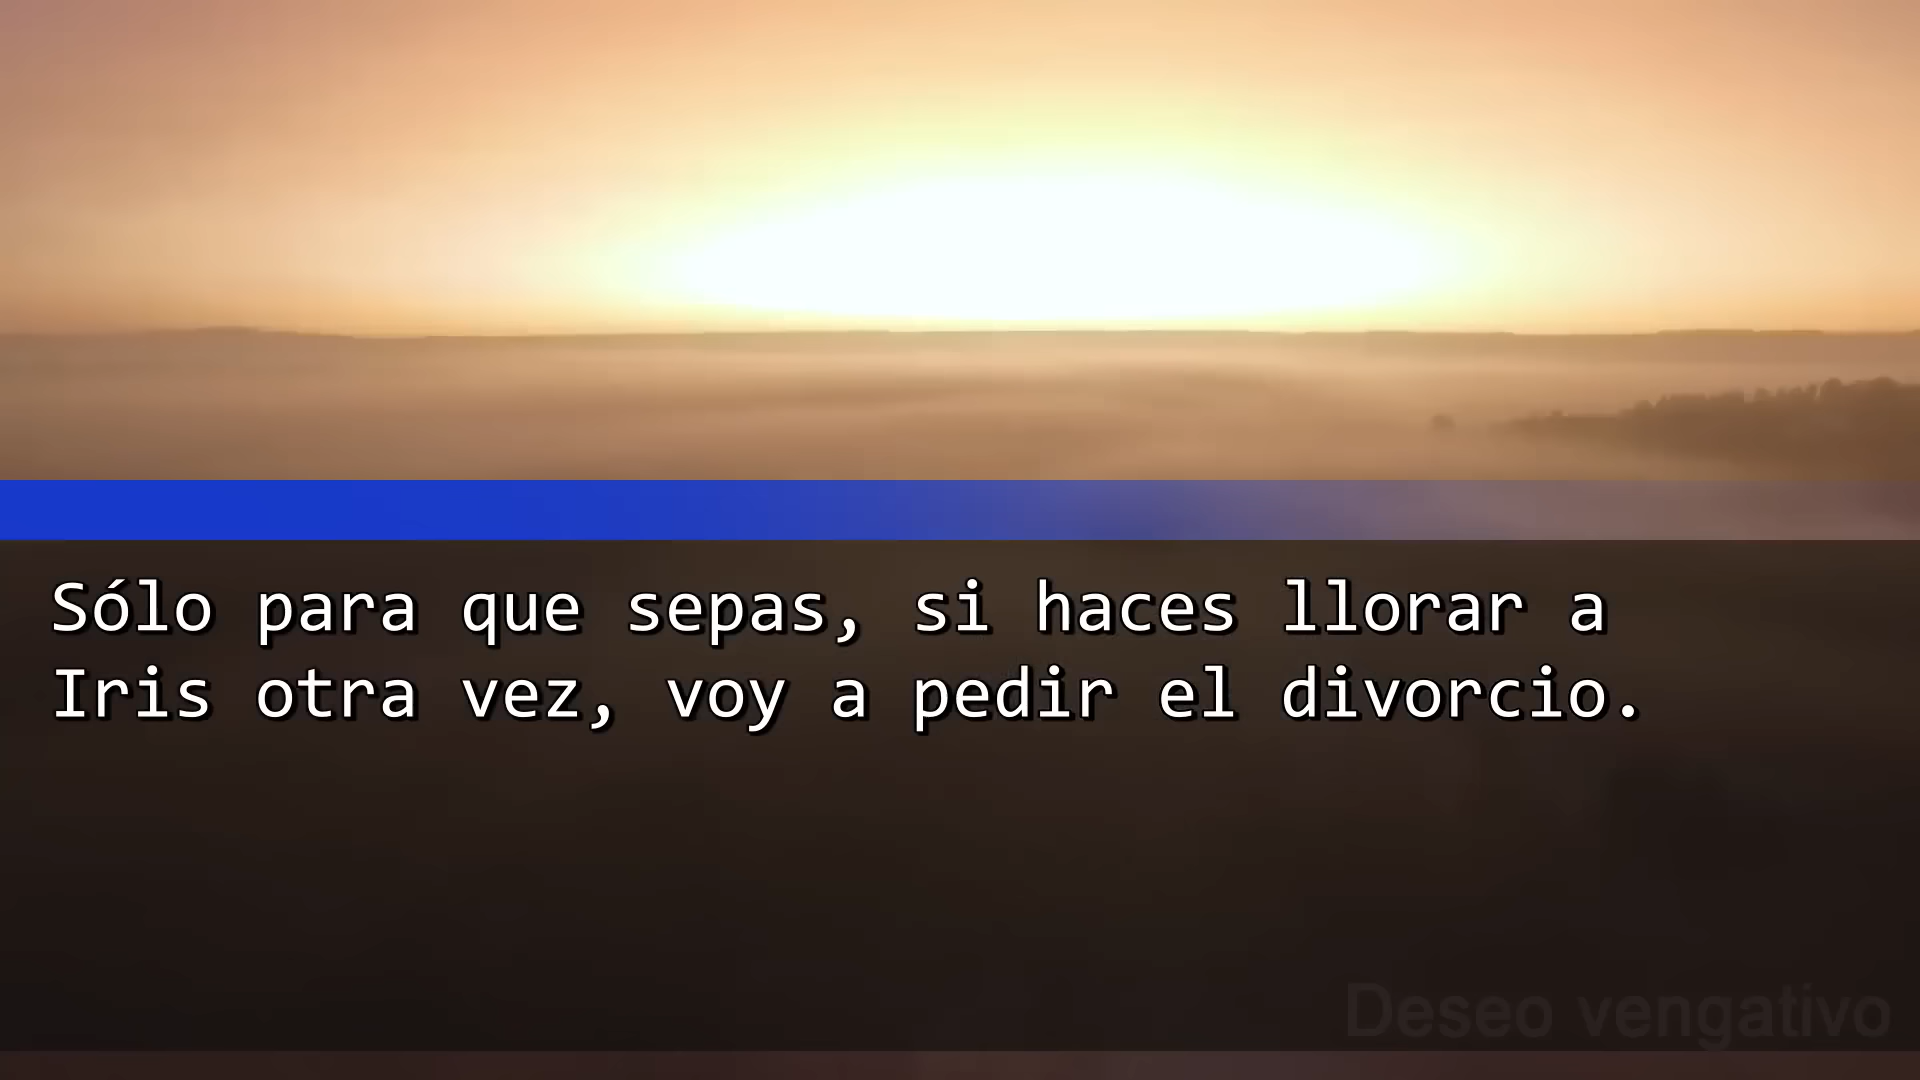 Sólo para que sepas, si haces llorar a
Iris otra vez, voy a pedir el divorcio.
Deseo vengativo